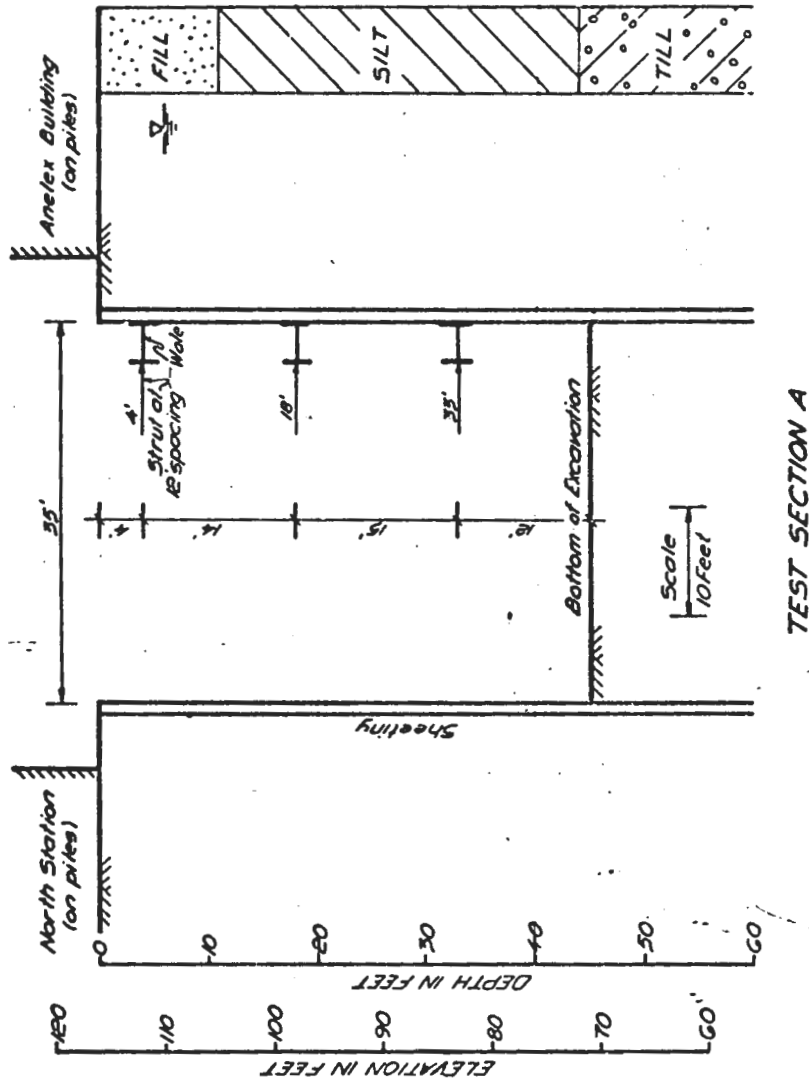 North Station
(on piles)
Anelex Building
(on piles)
35'
4'
14'
15'
12'
4'
18'
33'
Strut at
12' spacing
Wale
Sheeting
Bottom of Excavation
Scale
10 Feet
FILL
SILT
TILL
ELEVATION IN FEET
120
110
100
90
80
70
60
DEPTH IN FEET
0
10
20
30
40
50
60
TEST SECTION A